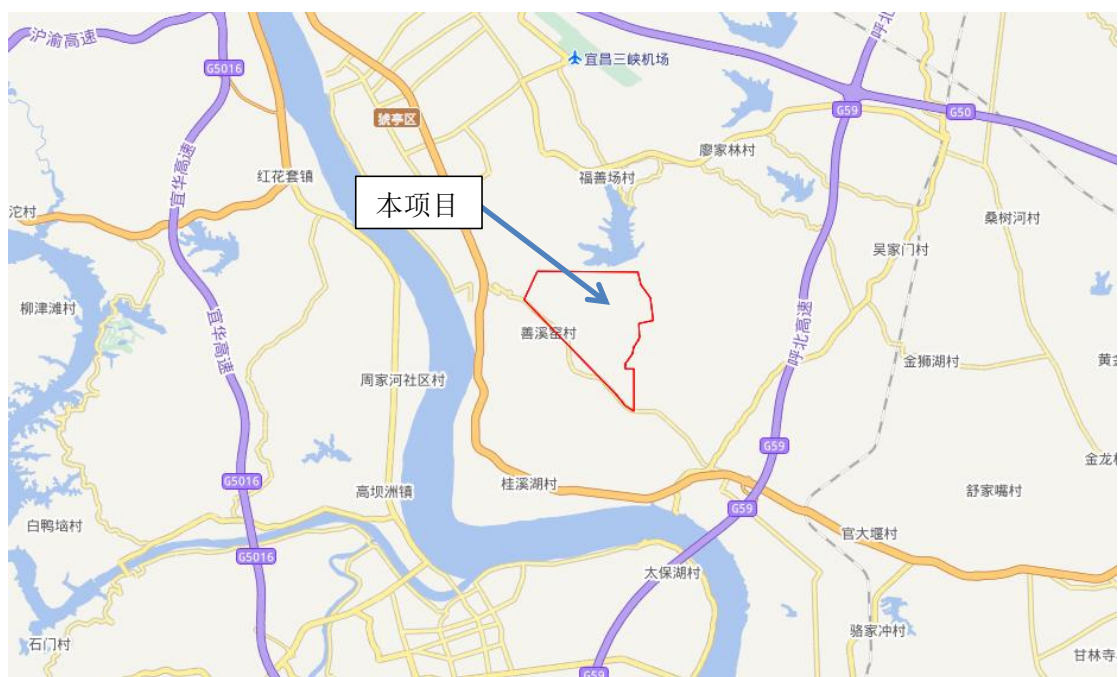 沪渝高速
呼北
G5016
宜昌三峡机场
G59
G50
猇亭区
廖家林村
红花套镇
福善场村
宜华高速
沱村
本项目
桑树河村
吴家门村
柳津滩村
宜华高速
善溪窑村
呼北高速
金狮湖村
周家河社区村
G59
G5016
桂溪湖村
高坝洲镇
舒家嘴村
G59
白鸭垴村
官大堰村
G5016
太保湖村
骆家冲村
石门村
甘林寺
G59